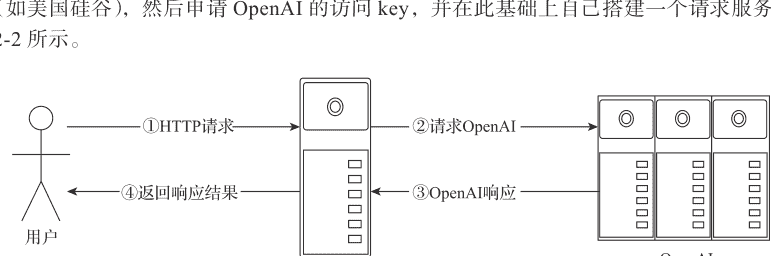 (如美国硅谷)，然后申请 OpenAI 的访问 key，并在此基础上自己搭建一个请求服务
2-2 所示。
①HTTP请求
②请求OpenAI
④返回响应结果
③OpenAI响应
用户
OpenAI